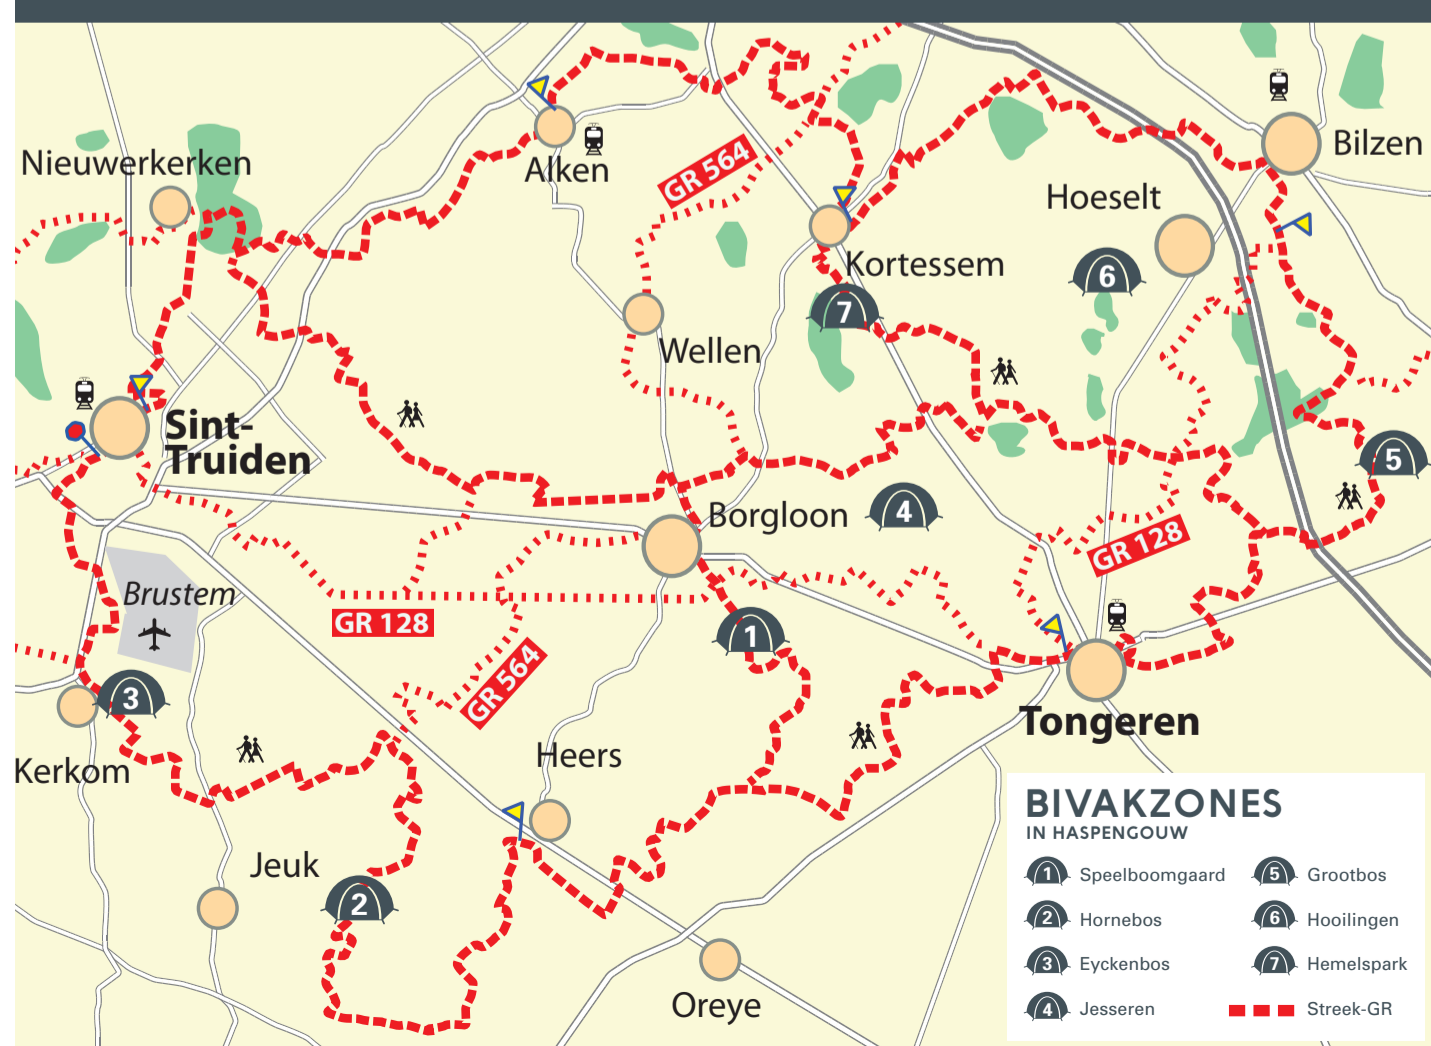 GR 564
Bilzen
Nieuwerkerken
Alken
Hoeselt
Kortessem
6
7
Wellen
Sint-
Truiden
5
Borgloon
4
GR 128
Brustem
GR 128
1
GR 564
3
Tongeren
Heers
Kerkom
Jeuk
2
Oreye
BIVAKZONES
IN HASPENGOUW
1 Speelboomgaard
2 Hornebos
3 Eyckenbos
4 Jesseren
5 Grootbos
6 Hooilingen
7 Hemelspark
Streek-GR